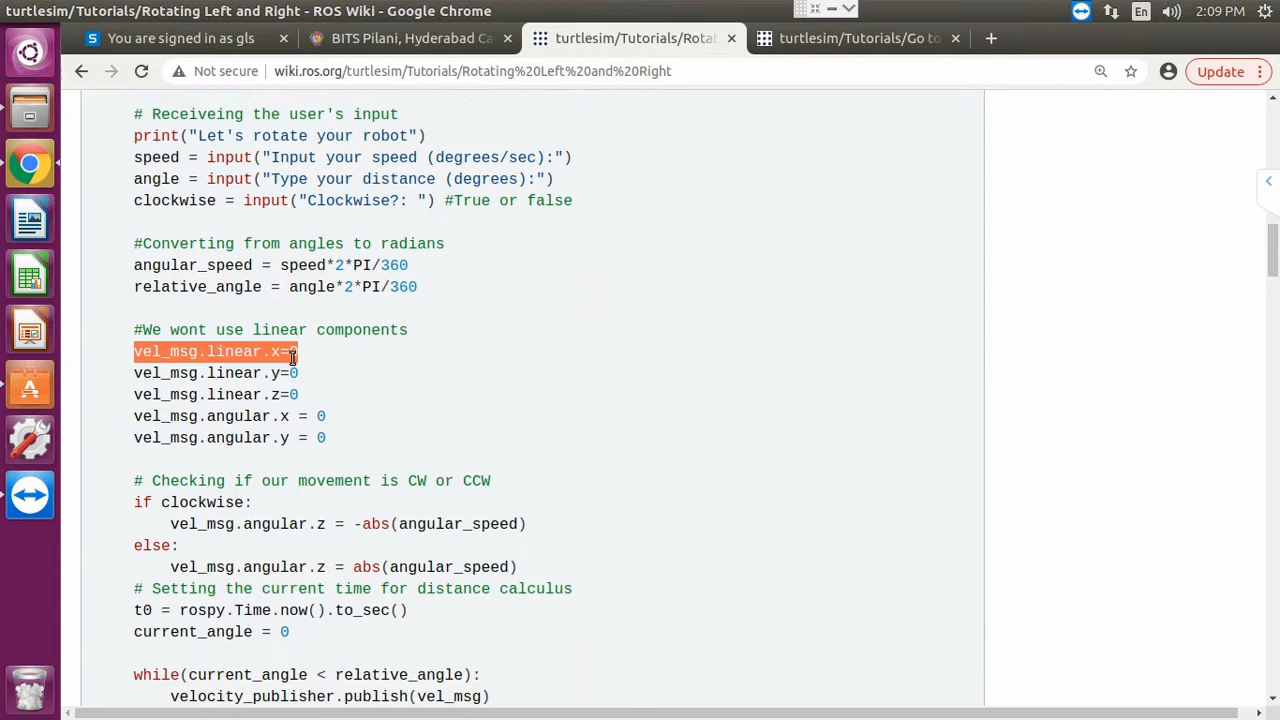 turtlesim/Tutorials/Rotating Left and Right - ROS Wiki - Google Chrome
En
2:09 PM
You are signed in as gls
BITS Pilani, Hyderabad Ca
turtlesim/Tutorials/Rotat
turtlesim/Tutorials/Go to
Not secure
wiki.ros.org/turtlesim/Tutorials/Rotating%20Left%20and%20Right
Update
# Receiveing the user's input
print("Let's rotate your robot")
speed = input("Input your speed (degrees/sec):")
angle = input("Type your distance (degrees):")
clockwise = input("Clockwise?: ") #True or false
#Converting from angles to radians
angular_speed = speed*2*PI/360
relative_angle = angle*2*PI/360
#We wont use linear components
vel_msg.linear.x=0
vel_msg.linear.y=0
vel_msg.linear.z=0
vel_msg.angular.x = 0
vel_msg.angular.y = 0
# Checking if our movement is CW or CCW
if clockwise:
vel_msg.angular.z = -abs(angular_speed)
else:
vel_msg.angular.z = abs(angular_speed)
# Setting the current time for distance calculus
t0 = rospy.Time.now().to_sec()
current_angle = 0
while(current_angle < relative_angle):
velocity_publisher.publish(vel_msg)